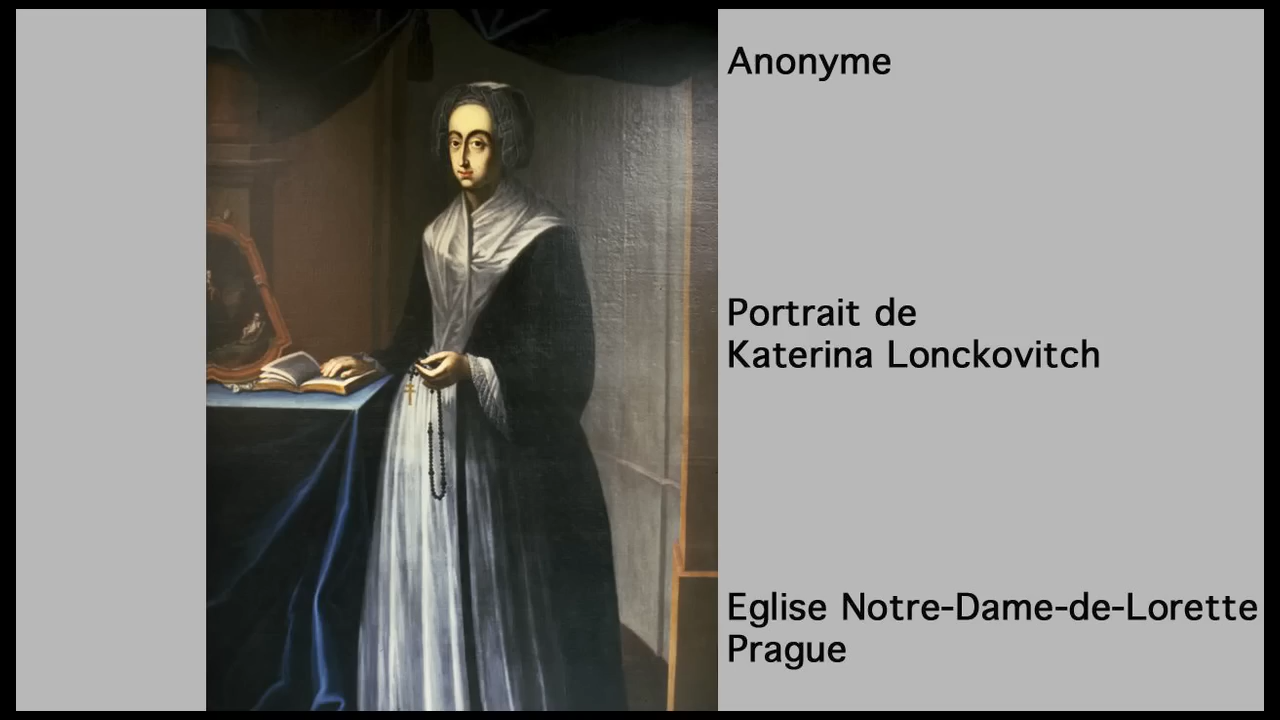 Anonyme
Portrait de
Katerina Lonckovitch
Eglise Notre-Dame-de-Lorette
Prague